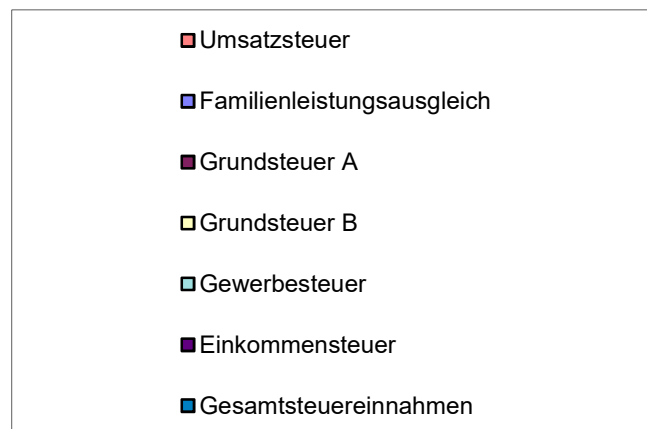 Umsatzsteuer
Familienleistungsausgleich
Grundsteuer A
Grundsteuer B
Gewerbesteuer
Einkommensteuer
Gesamtsteuereinnahmen